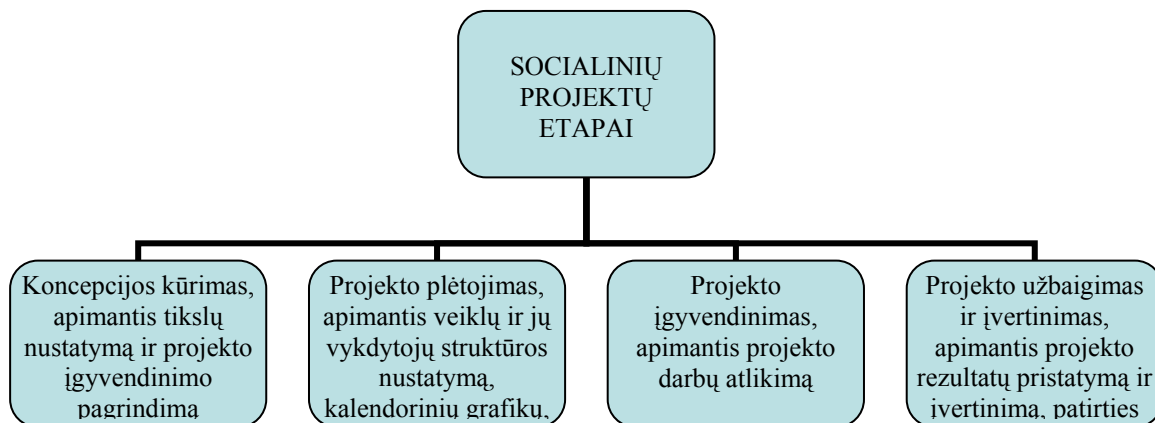 SOCIALINIŲ
PROJEKTŲ
ETAPAI
Koncepcijos kūrimas,
apimantis tikslų
nustatymą ir projekto
įgyvendinimo
pagrindimą
Projekto plėtojimas,
apimantis veiklų ir jų
vykdytojų struktūros
nustatymą,
kalendorinių grafikų,
Projekto
įgyvendinimas,
apimantis projekto
darbų atlikimą
Projekto užbaigimas
ir įvertinimas,
apimantis projekto
rezultatų pristatymą ir
įvertinimą, patirties